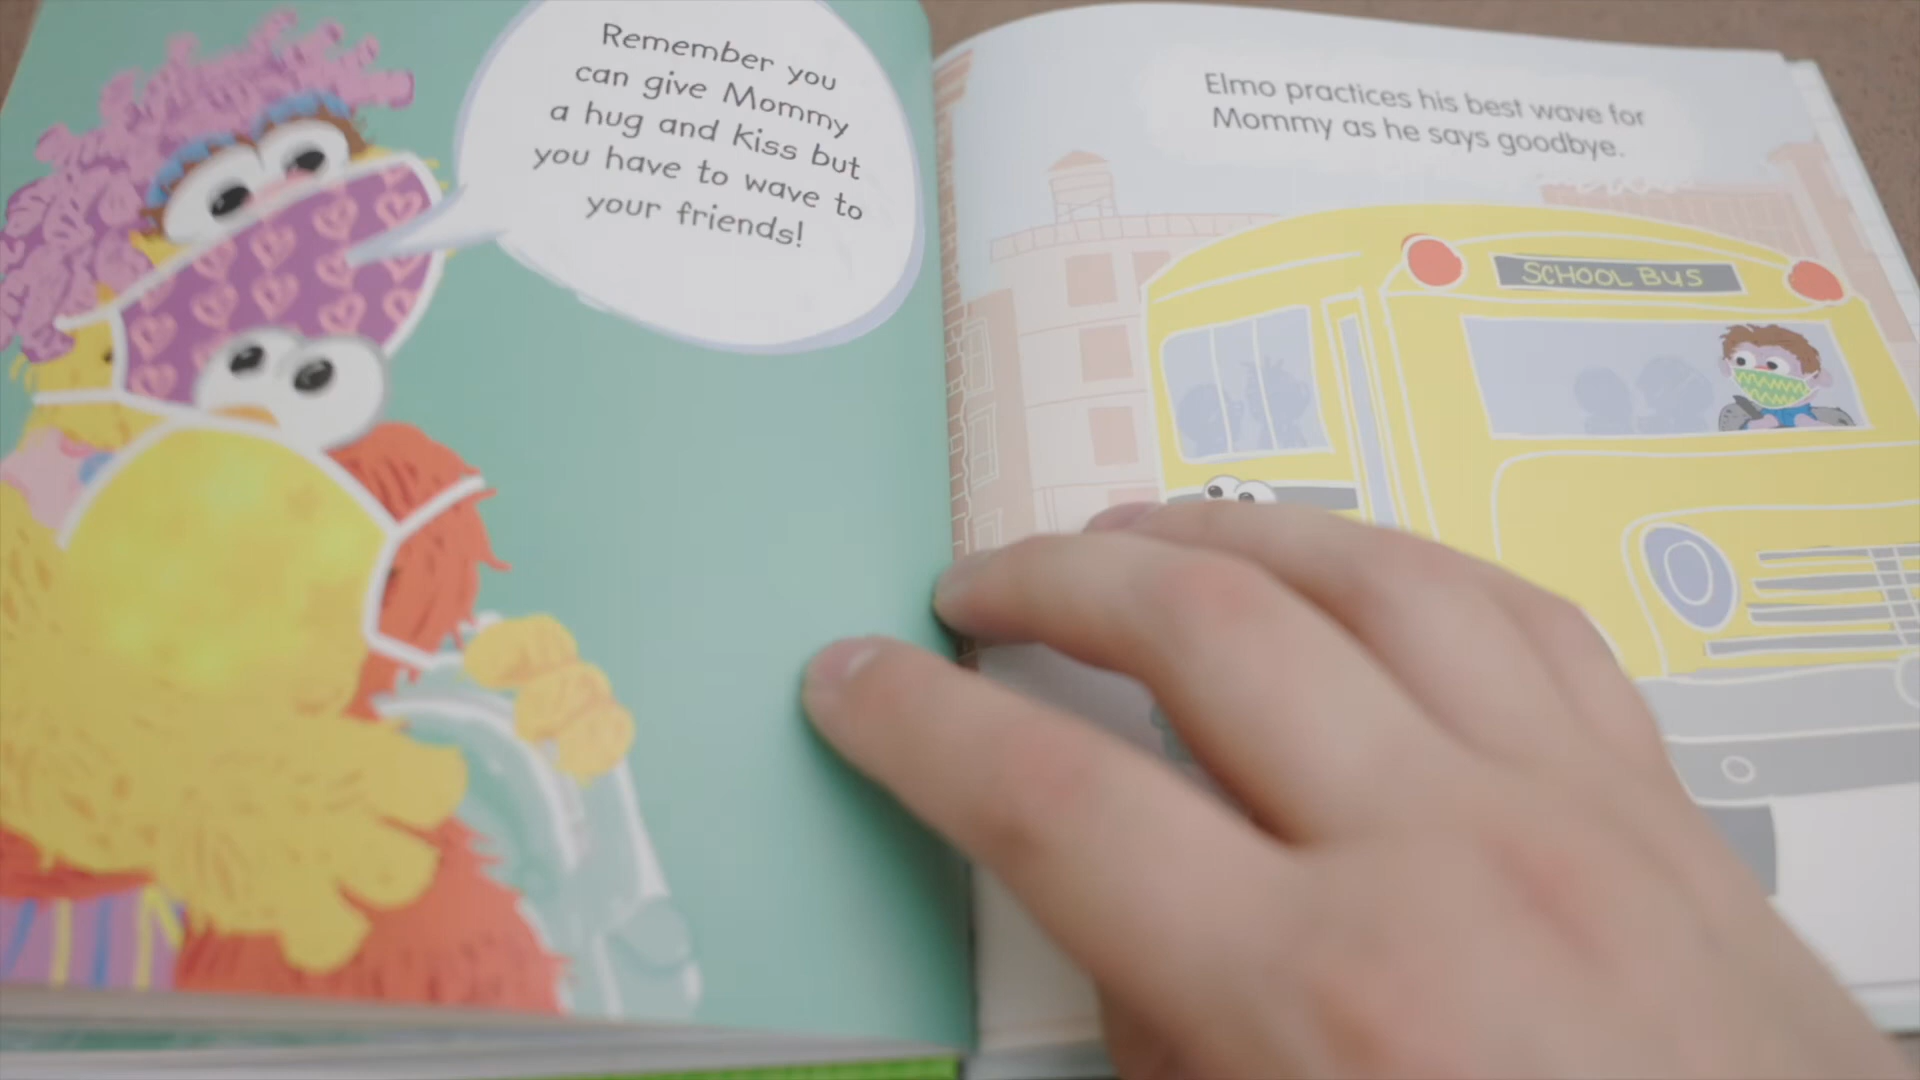 Remember you
can give Mommy
a hug and kiss but
you have to wave to
your friends!
Elmo practices his best wave for
Mommy as he says goodbye.
SCHOOL BUS